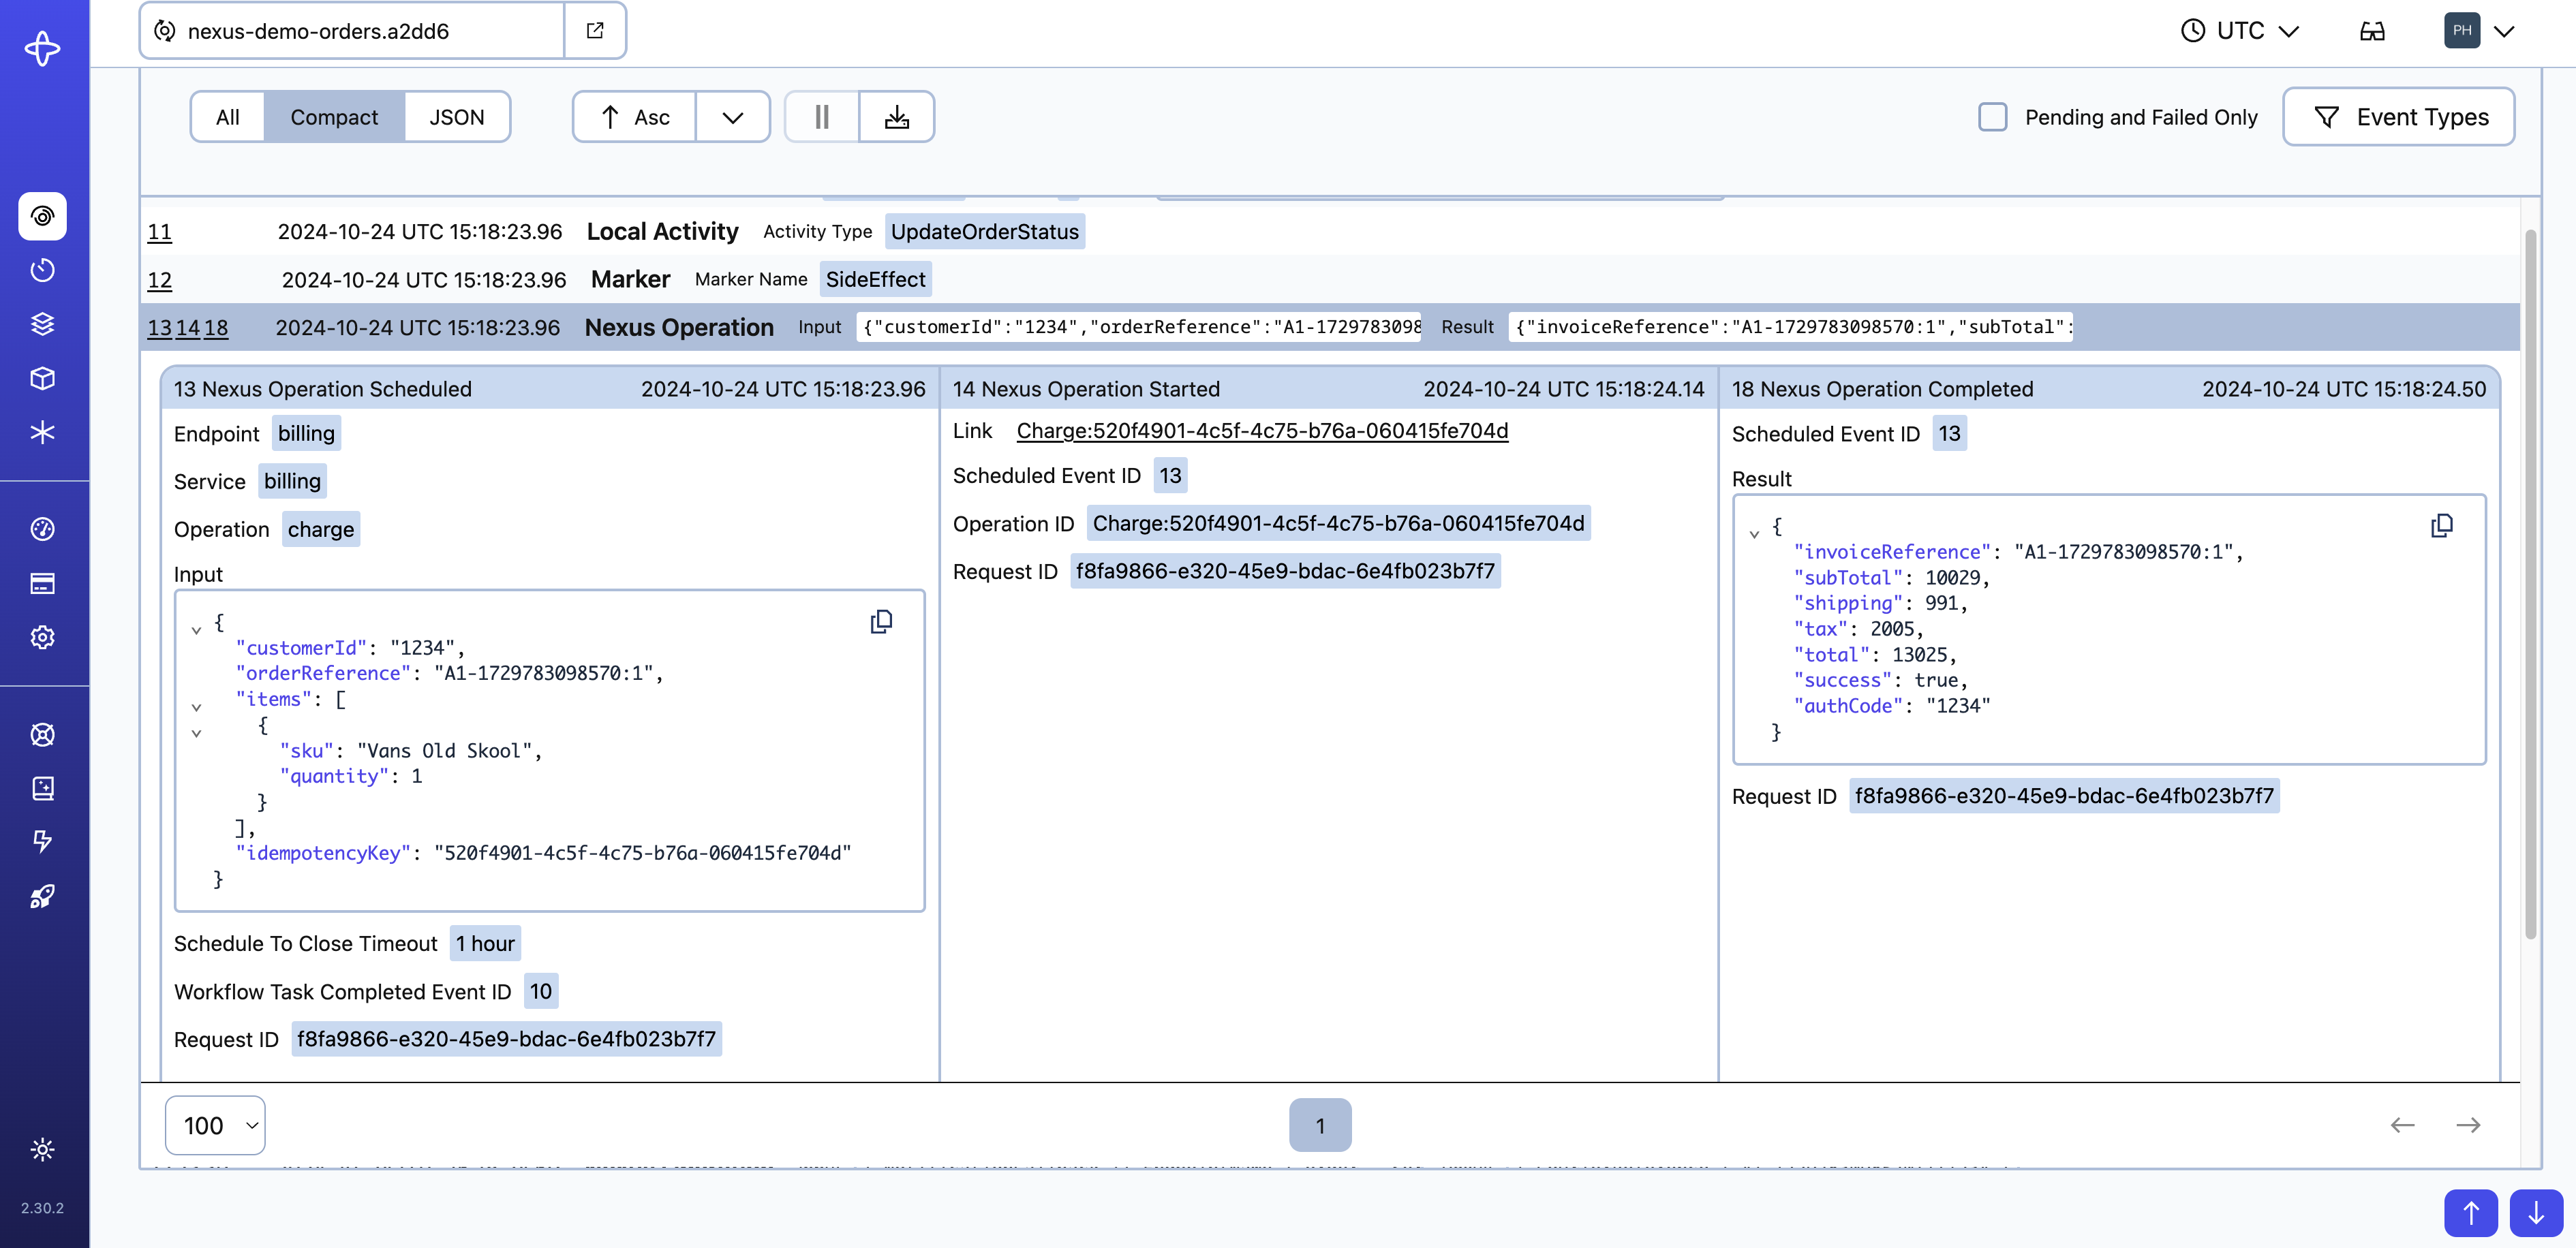 nexus-demo-orders.a2dd6
UTC
PH
All
Compact
JSON
Asc
Pending and Failed Only
Event Types
11 2024-10-24 UTC 15:18:23.96 Local Activity Activity Type UpdateOrderStatus
12 2024-10-24 UTC 15:18:23.96 Marker Marker Name SideEffect
13 14 18 2024-10-24 UTC 15:18:23.96 Nexus Operation Input {"customerId":"1234","orderReference":"A1-1729783098 Result {"invoiceReference":"A1-1729783098570:1","subTotal":
13 Nexus Operation Scheduled 2024-10-24 UTC 15:18:23.96
Endpoint billing
Service billing
Operation charge
Input
{
"customerId": "1234",
"orderReference": "A1-1729783098570:1",
"items": [
{
"sku": "Vans Old Skool",
"quantity": 1
}
],
"idempotencyKey": "520f4901-4c5f-4c75-b76a-060415fe704d"
}
Schedule To Close Timeout 1 hour
Workflow Task Completed Event ID 10
Request ID f8fa9866-e320-45e9-bdac-6e4fb023b7f7
14 Nexus Operation Started 2024-10-24 UTC 15:18:24.14
Link Charge:520f4901-4c5f-4c75-b76a-060415fe704d
Scheduled Event ID 13
Operation ID Charge:520f4901-4c5f-4c75-b76a-060415fe704d
Request ID f8fa9866-e320-45e9-bdac-6e4fb023b7f7
18 Nexus Operation Completed 2024-10-24 UTC 15:18:24.50
Scheduled Event ID 13
Result
{
"invoiceReference": "A1-1729783098570:1",
"subTotal": 10029,
"shipping": 991,
"tax": 2005,
"total": 13025,
"success": true,
"authCode": "1234"
}
Request ID f8fa9866-e320-45e9-bdac-6e4fb023b7f7
100
1
2.30.2